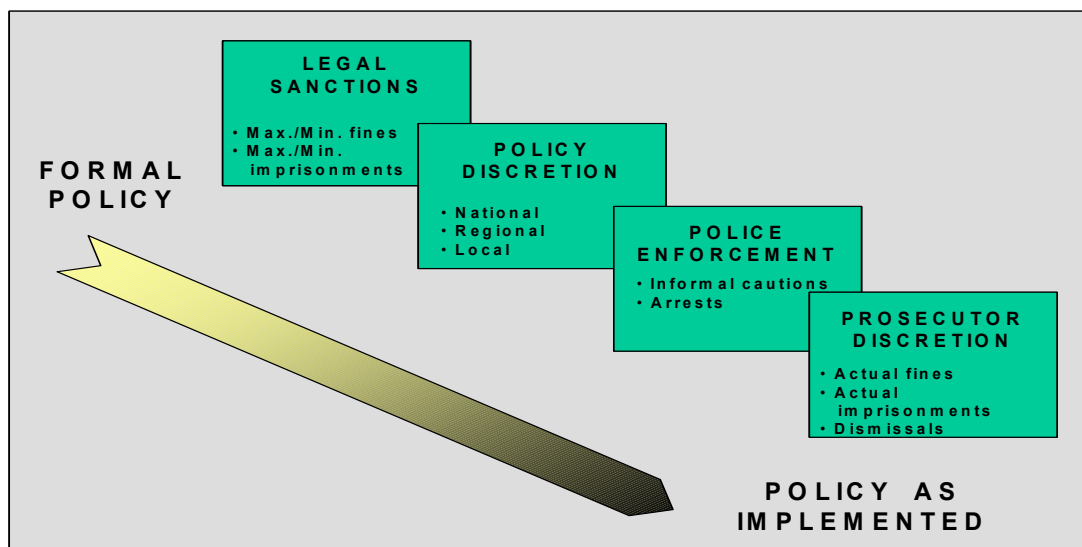 FORMAL
POLICY
LEGAL
SANCTIONS
• Max./Min. fines
• Max./Min.
imprisonments
POLICY
DISCRETION
• National
• Regional
• Local
POLICE
ENFORCEMENT
• Informal cautions
• Arrests
PROSECUTOR
DISCRETION
• Actual fines
• Actual
imprisonments
• Dismissals
POLICY AS
IMPLEMENTED